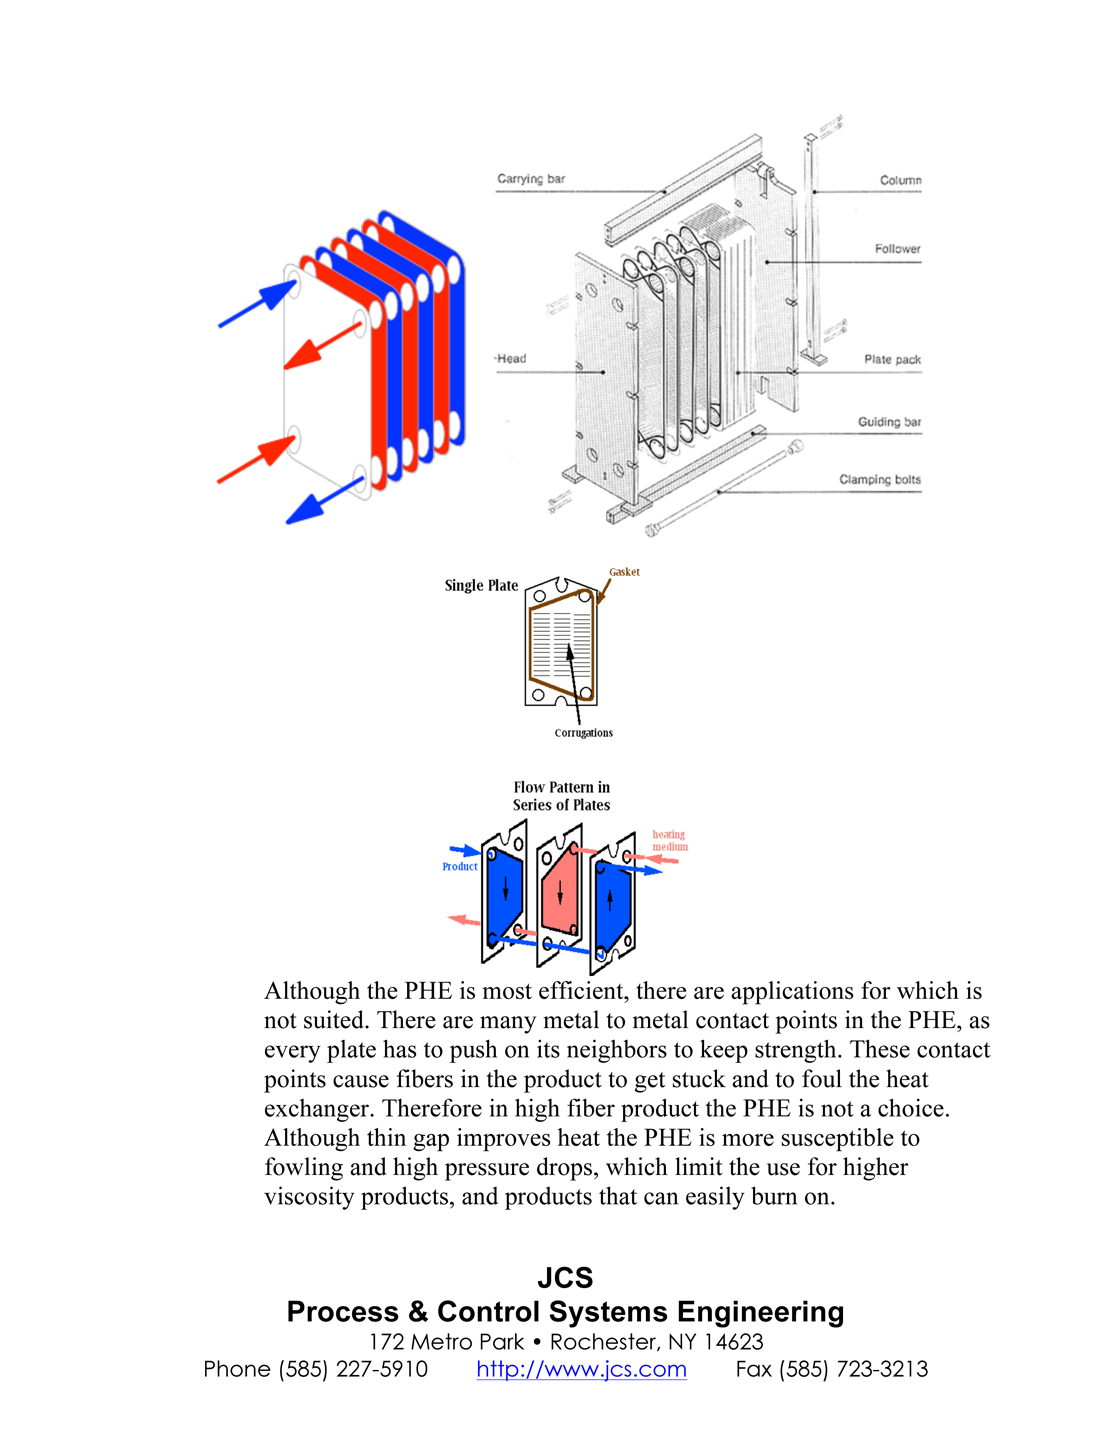 Carrying bar
Column
Follower
Head
Plate pack
Guiding bar
Clamping bolts
Single Plate
Gasket
Corrugations
Flow Pattern in
Series of Plates
heating
medium
Product
Although the PHE is most efficient, there are applications for which is
not suited. There are many metal to metal contact points in the PHE, as
every plate has to push on its neighbors to keep strength. These contact
points cause fibers in the product to get stuck and to foul the heat
exchanger. Therefore in high fiber product the PHE is not a choice.
Although thin gap improves heat the PHE is more susceptible to
fowling and high pressure drops, which limit the use for higher
viscosity products, and products that can easily burn on.
JCS
Process & Control Systems Engineering
172 Metro Park • Rochester, NY 14623
Phone (585) 227-5910 http://www.jcs.com Fax (585) 723-3213